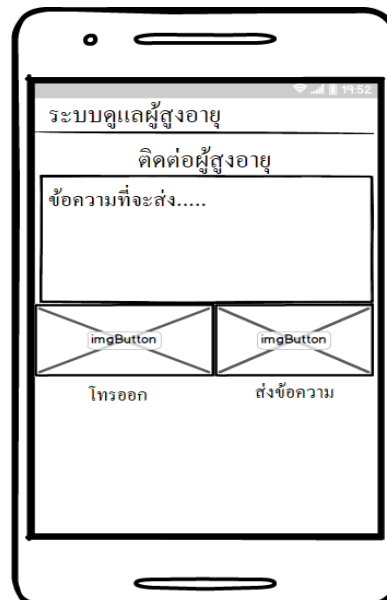 19:52
ระบบดูแลผู้สูงอายุ
ติดต่อผู้สูงอายุ
ข้อความที่จะส่ง.....
imgButton imgButton
โทรออก ส่งข้อความ